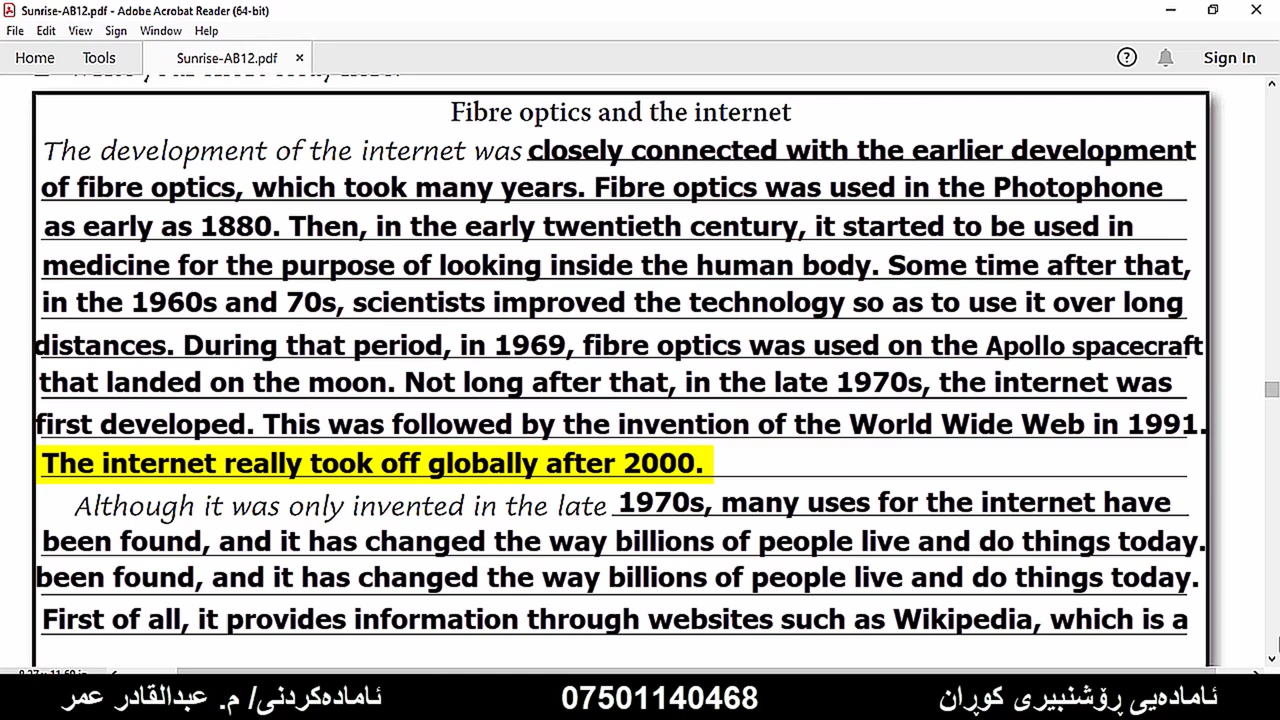 Sunrise-AB12.pdf - Adobe Acrobat Reader (64-bit)
File Edit View Sign Window Help
Home Tools Sunrise-AB12.pdf × Sign In
Fibre optics and the internet
The development of the internet was closely connected with the earlier development
of fibre optics, which took many years. Fibre optics was used in the Photophone
as early as 1880. Then, in the early twentieth century, it started to be used in
medicine for the purpose of looking inside the human body. Some time after that,
in the 1960s and 70s, scientists improved the technology so as to use it over long
distances. During that period, in 1969, fibre optics was used on the Apollo spacecraft
that landed on the moon. Not long after that, in the late 1970s, the internet was
first developed. This was followed by the invention of the World Wide Web in 1991.
The internet really took off globally after 2000.
Although it was only invented in the late 1970s, many uses for the internet have
been found, and it has changed the way billions of people live and do things today.
been found, and it has changed the way billions of people live and do things today.
First of all, it provides information through websites such as Wikipedia, which is a
ئامادەیی ڕۆشنبیری کوڕان 07501140468 ئامادەکردنی/ م. عبدالقادر عمر